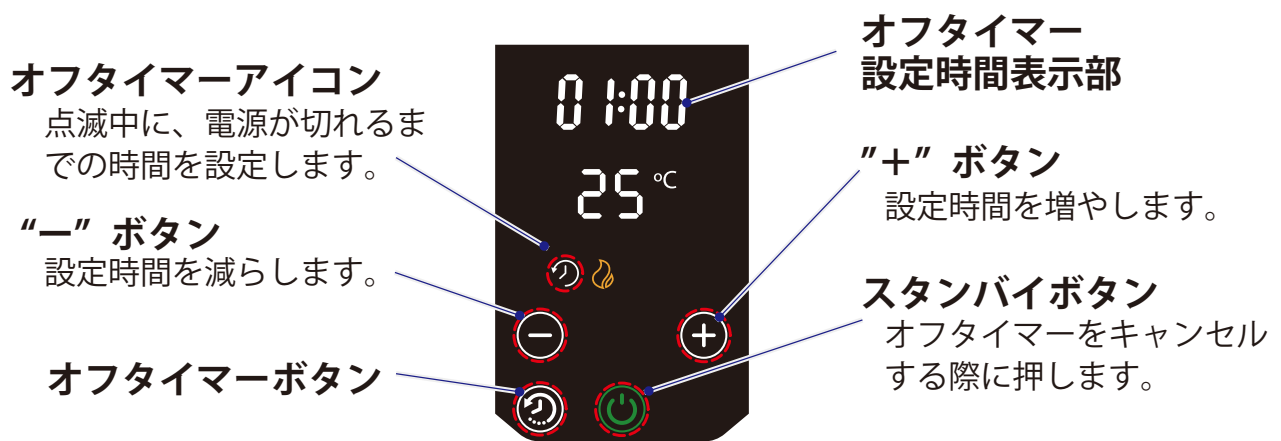 オフタイマーアイコン
点滅中に、電源が切れるま
での時間を設定します。
“ー” ボタン
設定時間を減らします。
オフタイマーボタン
01:00
25 ℃
オフタイマー
設定時間表示部
”＋” ボタン
設定時間を増やします。
スタンバイボタン
オフタイマーをキャンセル
する際に押します。